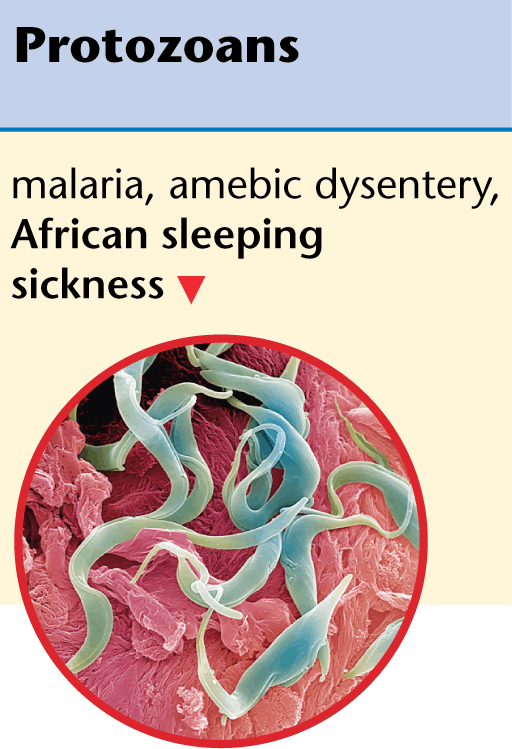 Protozoans
malaria, amebic dysentery,
African sleeping
sickness